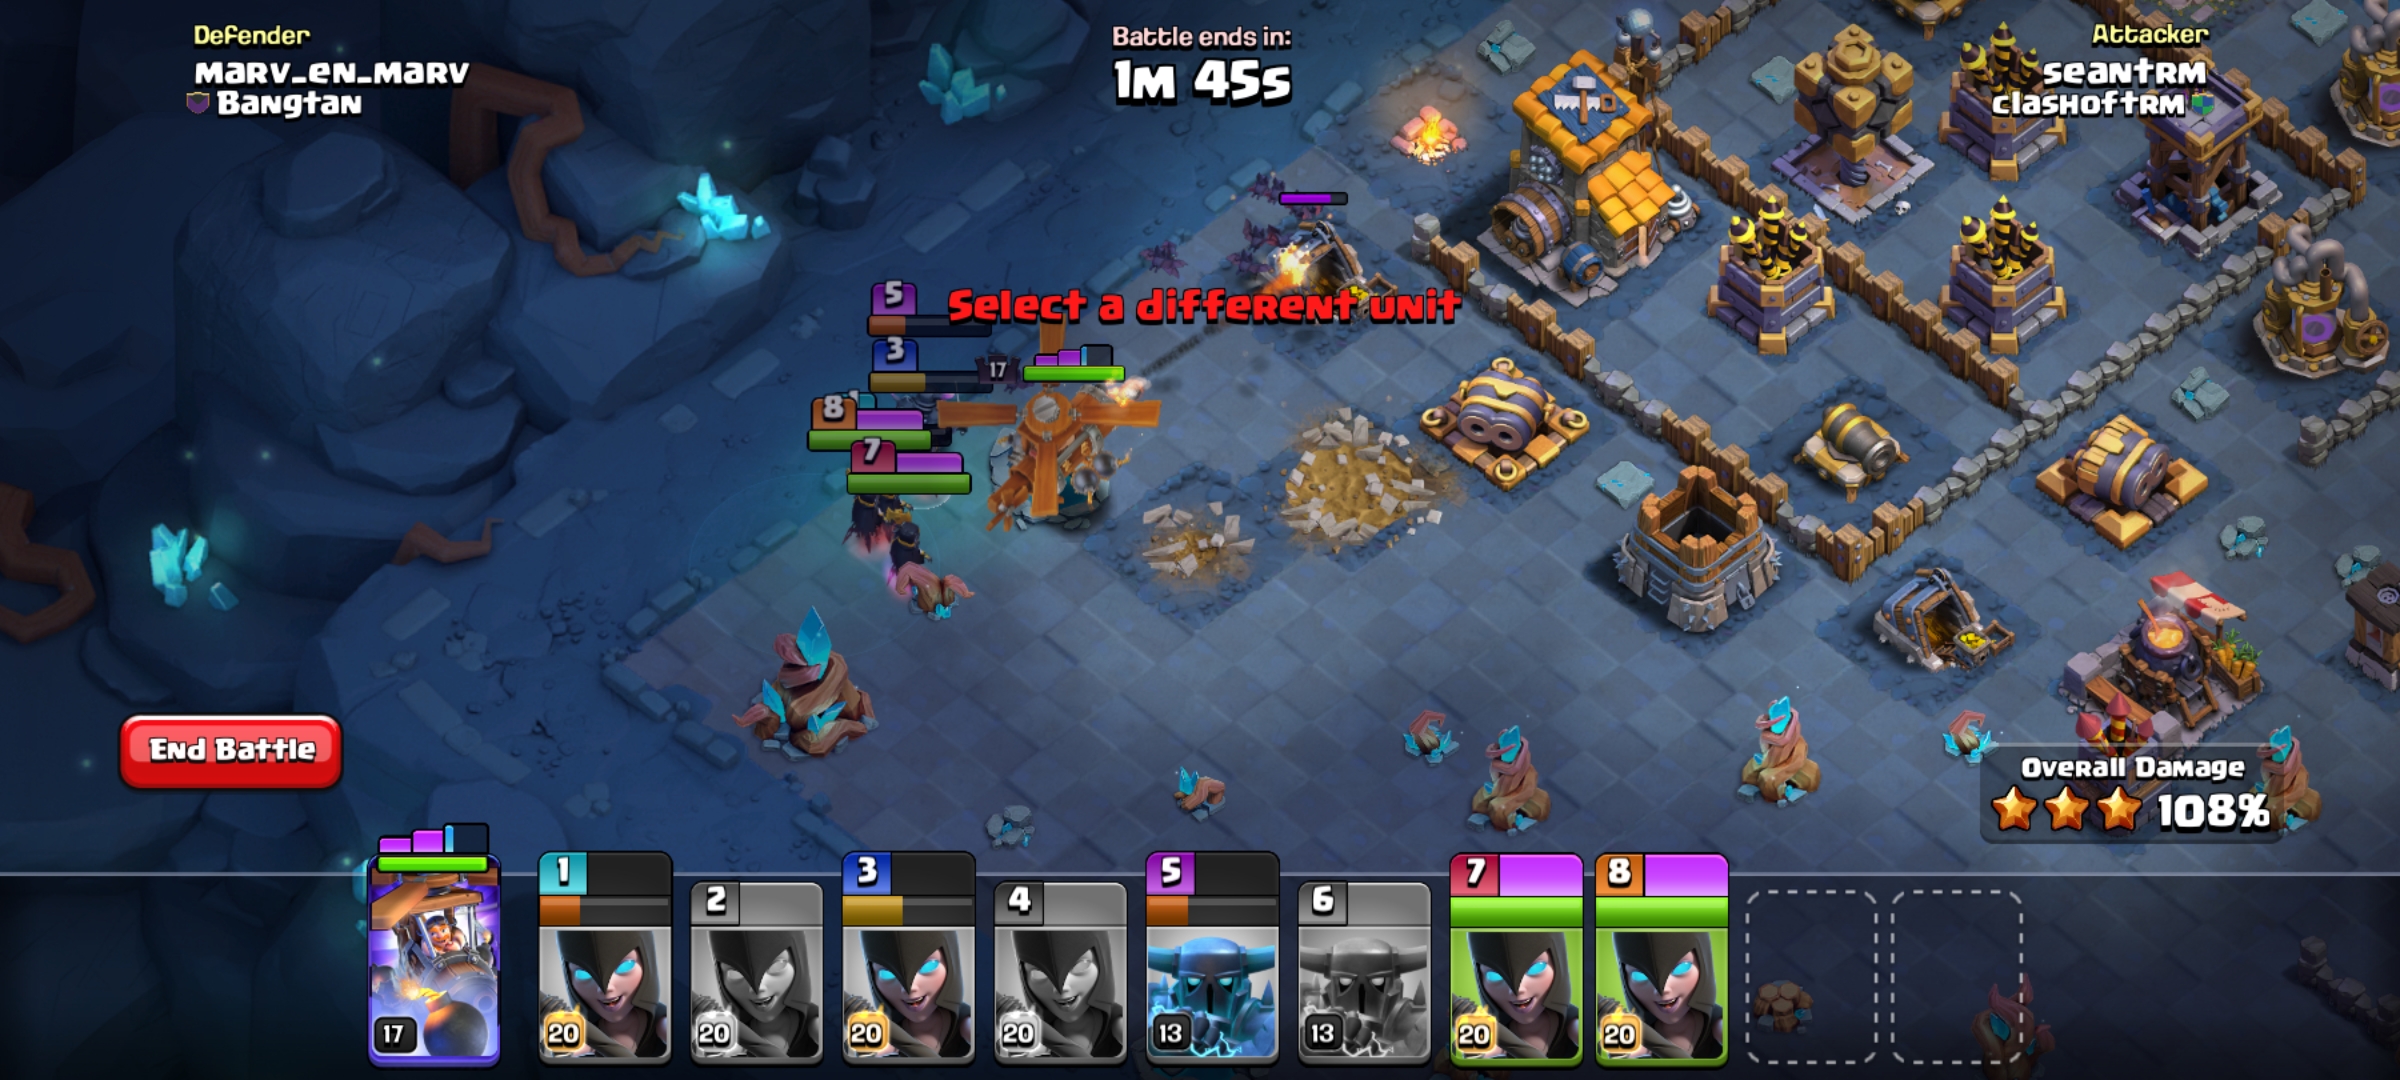 Defender
marv_en_marv
Bangtan
Battle ends in:
1M 45s
Attacker
seantrm
clashoftrm
5
Select a different unit
3
17
8
7
End Battle
Overall Damage
108%
1
2
3
4
5
6
7
8
17
20
20
20
20
13
13
20
20